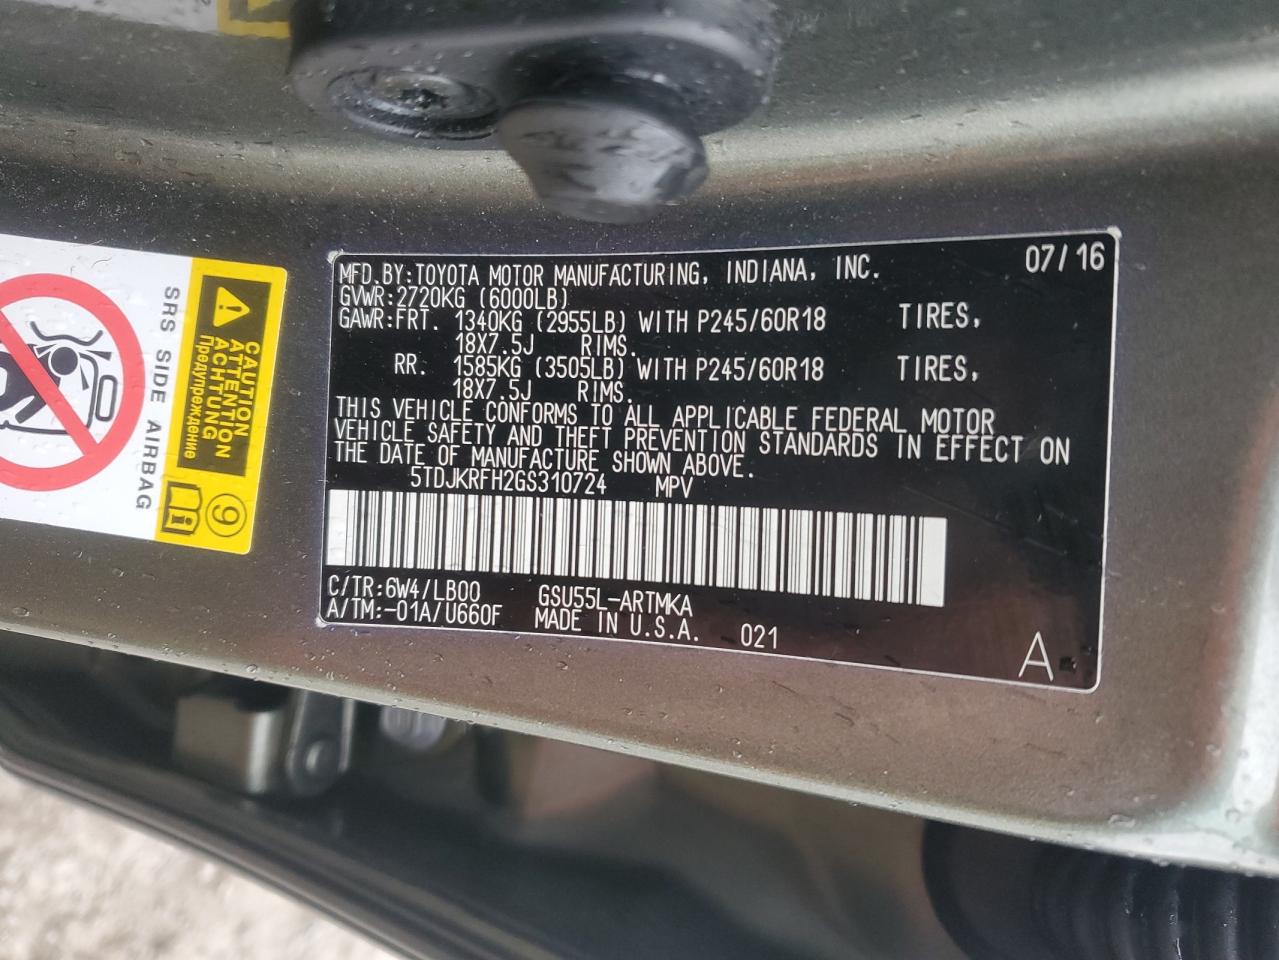 MFD.BY:TOYOTA MOTOR MANUFACTURING, INDIANA, INC. 07/16
GVWR:2720KG (6000LB)
GAWR:FRT. 1340KG (2955LB) WITH P245/60R18 TIRES,
18X7.5J RIMS.
RR. 1585KG (3505LB) WITH P245/60R18 TIRES,
18X7.5J RIMS.
THIS VEHICLE CONFORMS TO ALL APPLICABLE FEDERAL MOTOR
VEHICLE SAFETY AND THEFT PREVENTION STANDARDS IN EFFECT ON
THE DATE OF MANUFACTURE SHOWN ABOVE.
5TDJKRFH2GS310724 MPV
C/TR:6W4/LB00 GSU55L-ARTMKA
A/TM:-01A/U660F MADE IN U.S.A. 021
A
CAUTION
ATTENTION
ACHTUNG
Предупреждение
SRS SIDE AIRBAG
9